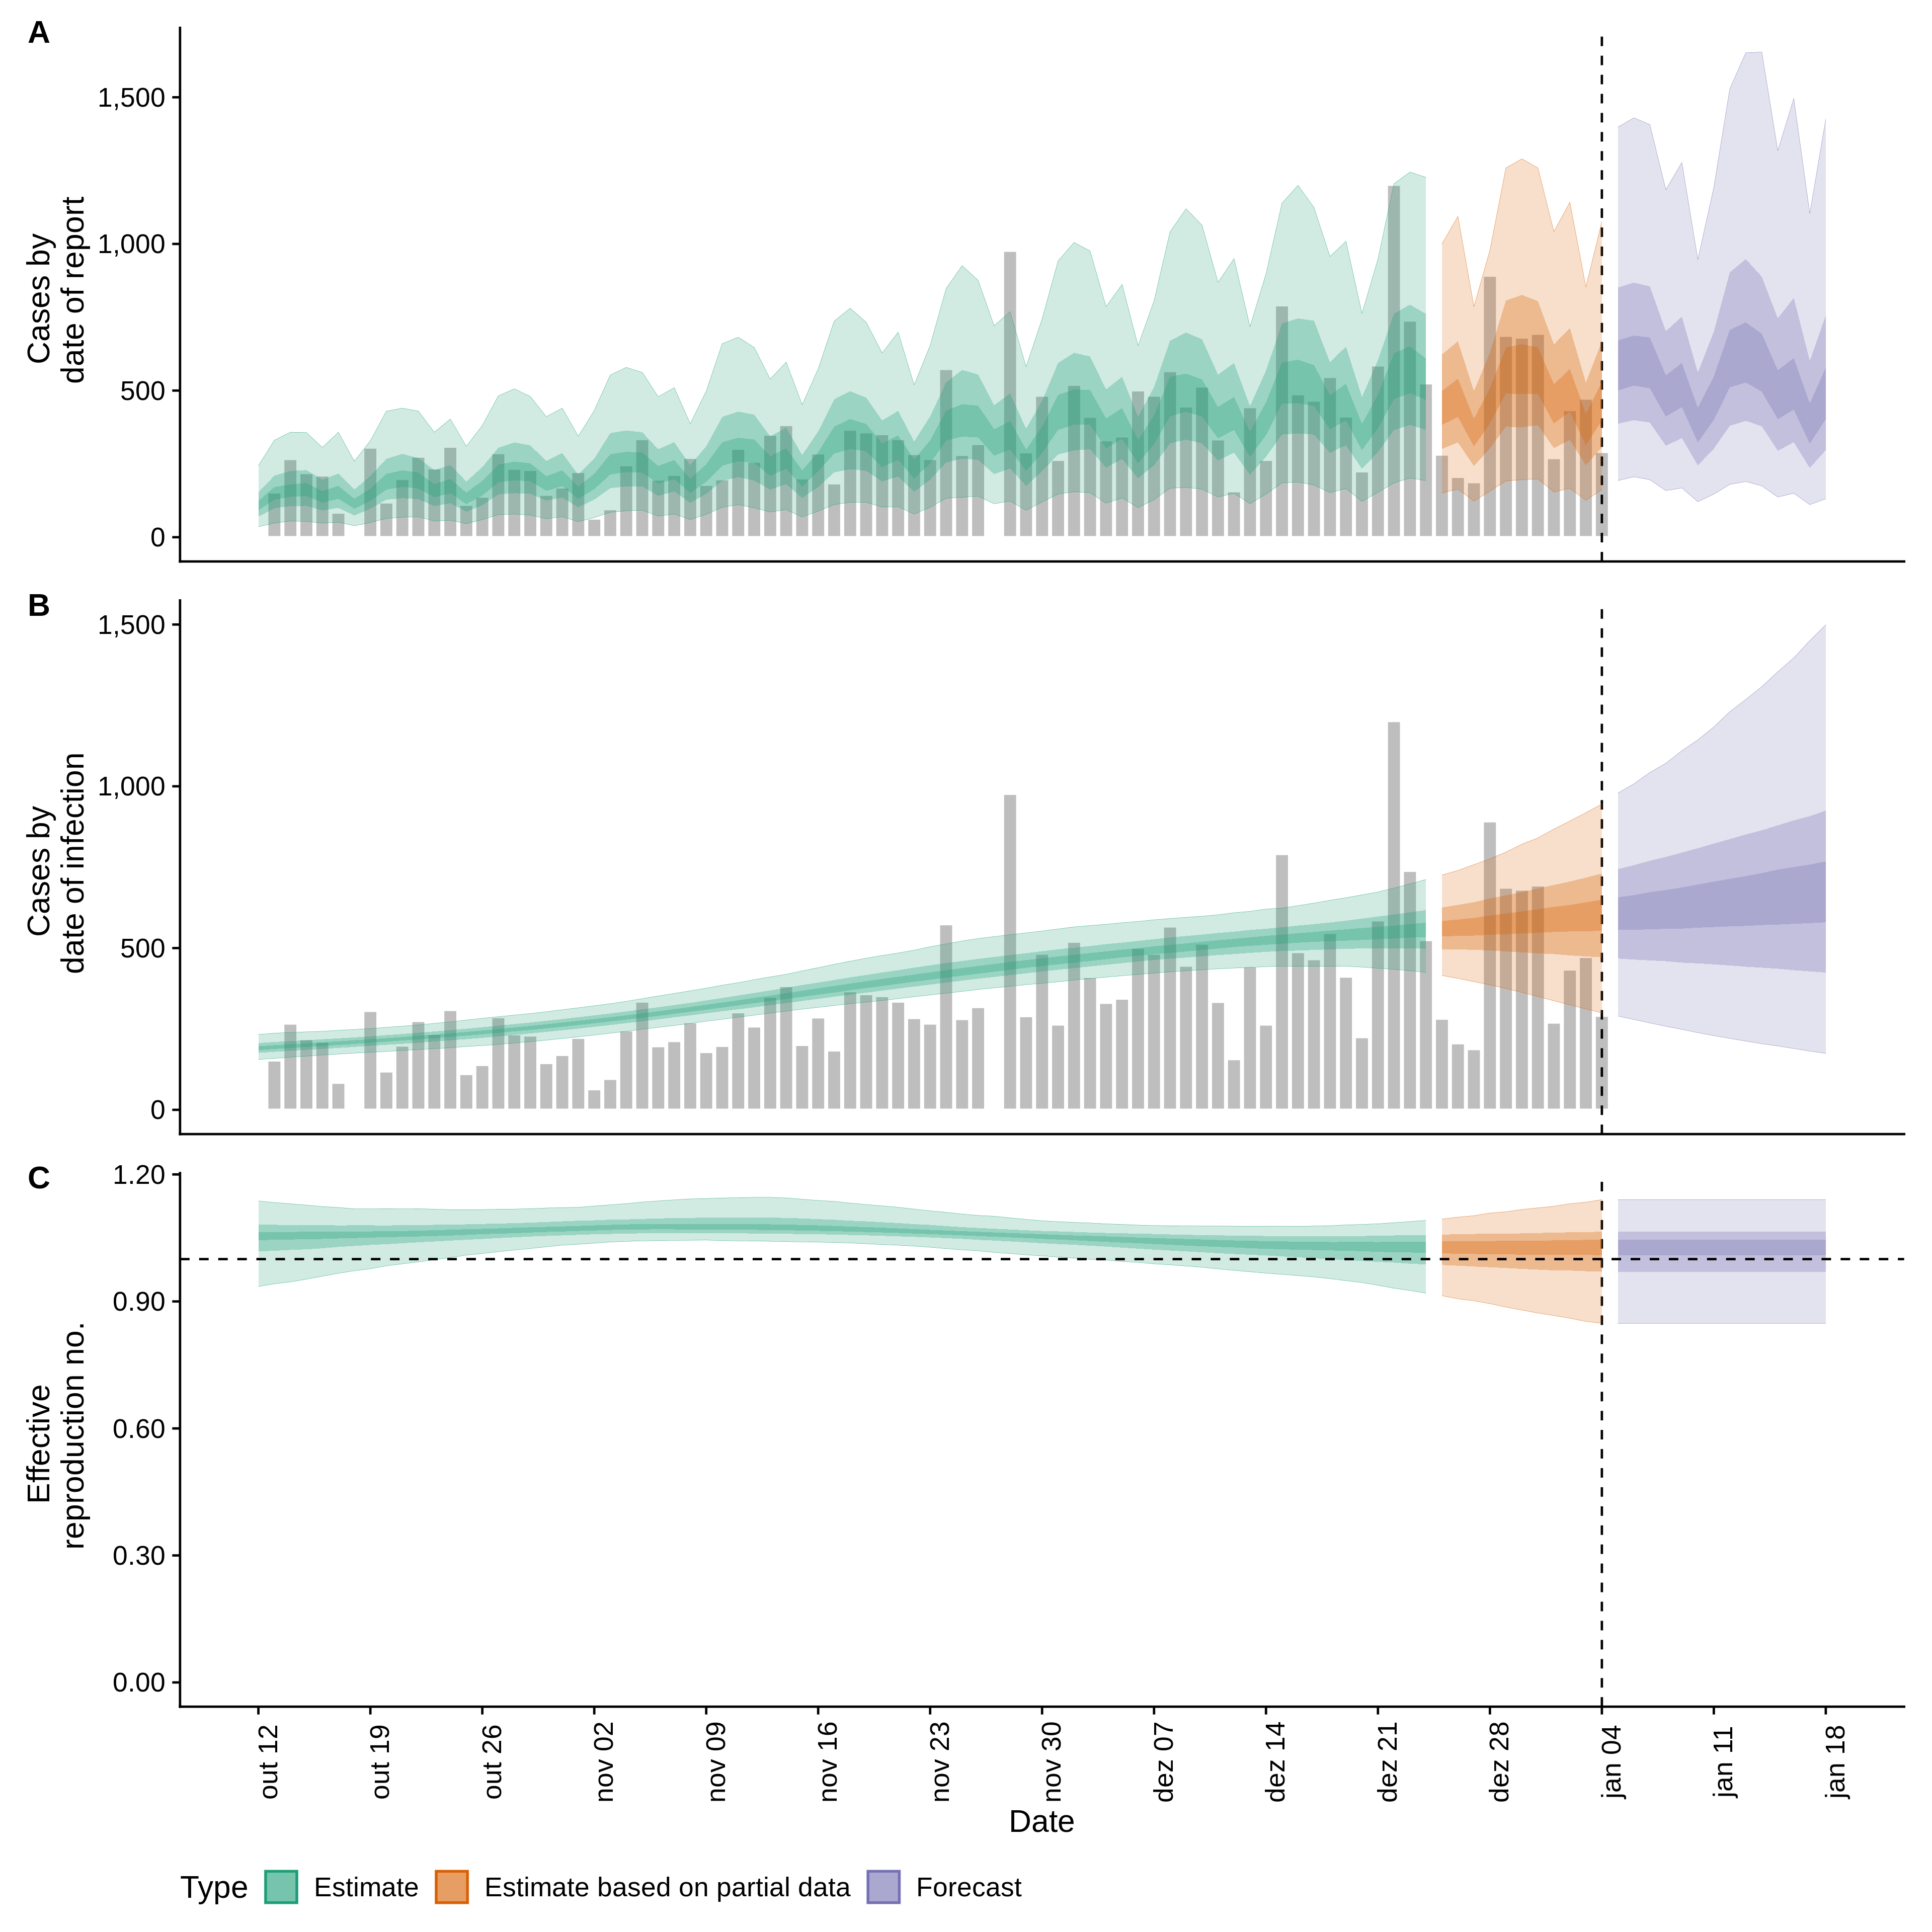 A
Cases by
date of report
1,500
1,000
500
0
B
Cases by
date of infection
1,500
1,000
500
0
C
Effective
reproduction no.
1.20
0.90
0.60
0.30
0.00
out 12
out 19
out 26
nov 02
nov 09
nov 16
nov 23
nov 30
dez 07
dez 14
dez 21
dez 28
jan 04
jan 11
jan 18
Date
Type Estimate Estimate based on partial data Forecast